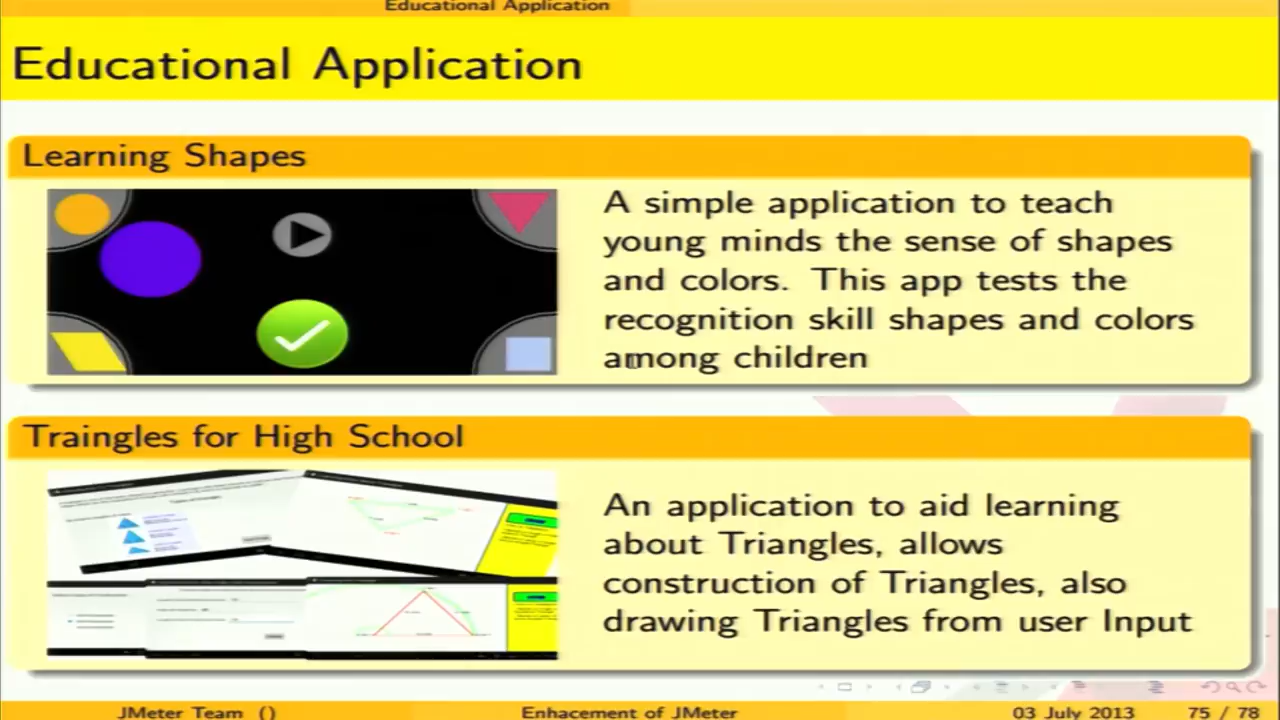 Educational Application
Educational Application
Learning Shapes
A simple application to teach
young minds the sense of shapes
and colors. This app tests the
recognition skill shapes and colors
among children
Traingles for High School
An application to aid learning
about Triangles, allows
construction of Triangles, also
drawing Triangles from user Input
JMeter Team () Enhacement of JMeter 03 July 2013 75 / 78